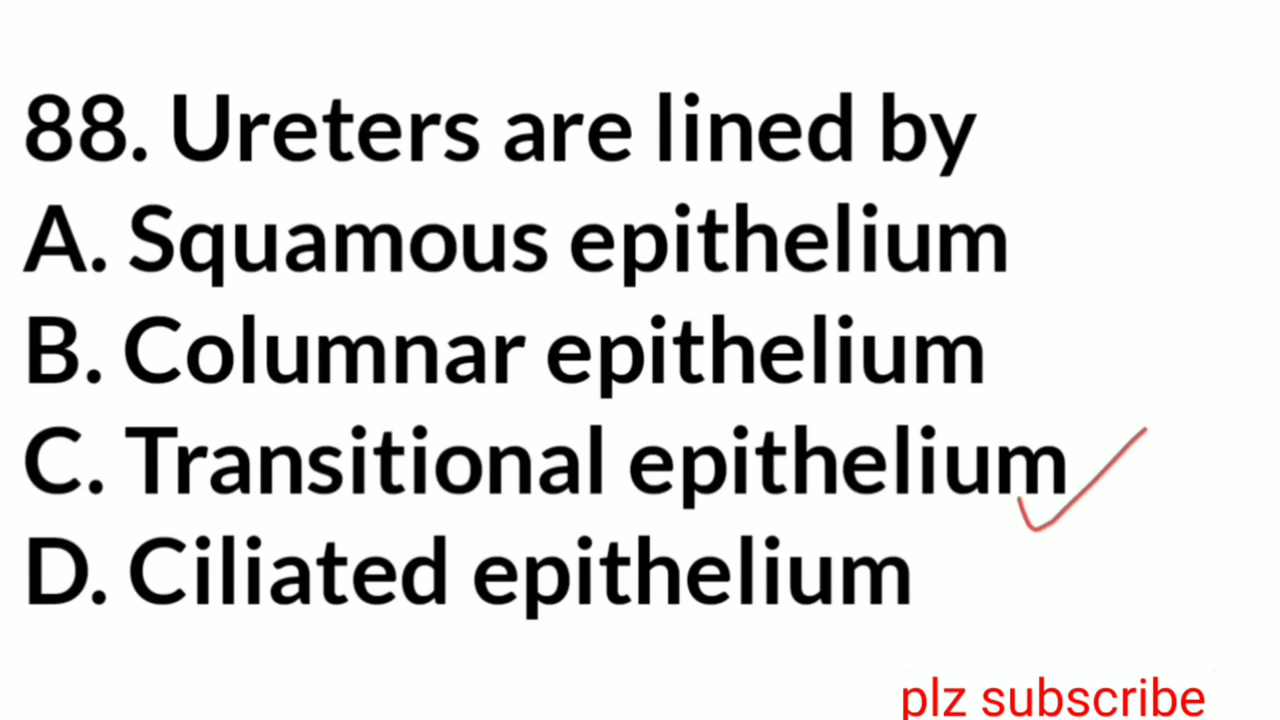 88. Ureters are lined by
A. Squamous epithelium
B. Columnar epithelium
C. Transitional epithelium
D. Ciliated epithelium
plz subscribe